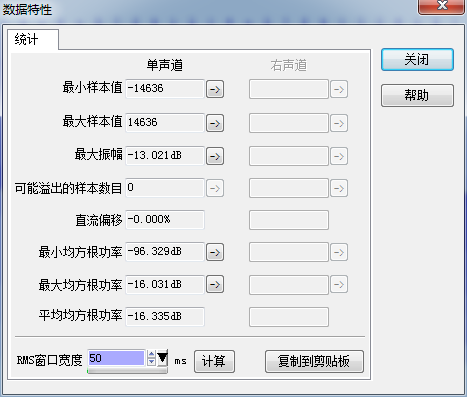 数据特性
统计
单声道 右声道
关闭
最小样本值 -14636
帮助
最大样本值 14636
最大振幅 -13.021dB
可能溢出的样本数目 0
直流偏移 -0.000%
最小均方根功率 -96.329dB
最大均方根功率 -16.031dB
平均均方根功率 -16.335dB
RMS窗口宽度 50 ms 计算 复制到剪贴板